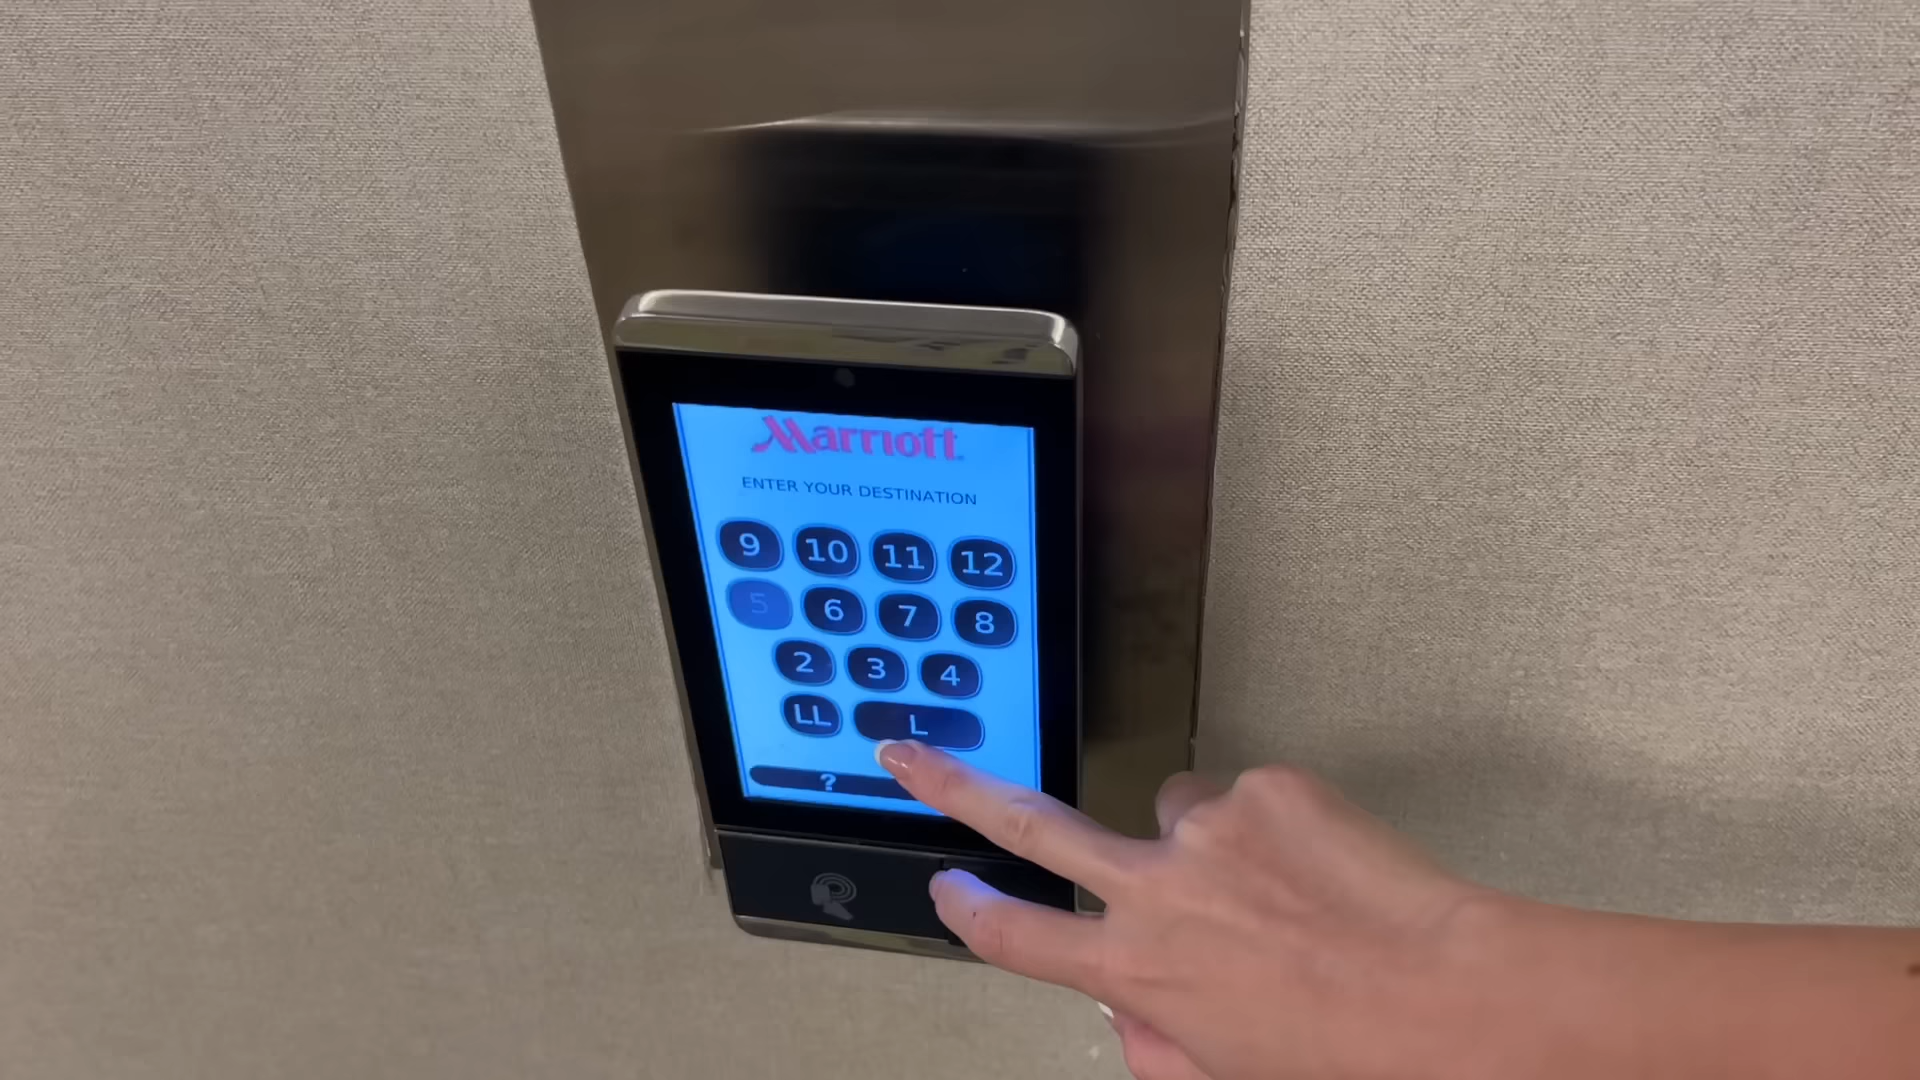 Marriott
ENTER YOUR DESTINATION
9 10 11 12
5 6 7 8
2 3 4
LL L
?